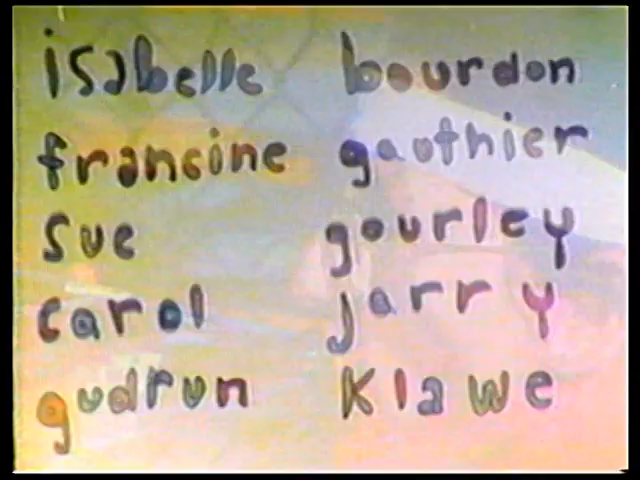 isabelle bourdon
francine gauthier
sue gourley
carol jarry
gudrun Klawe